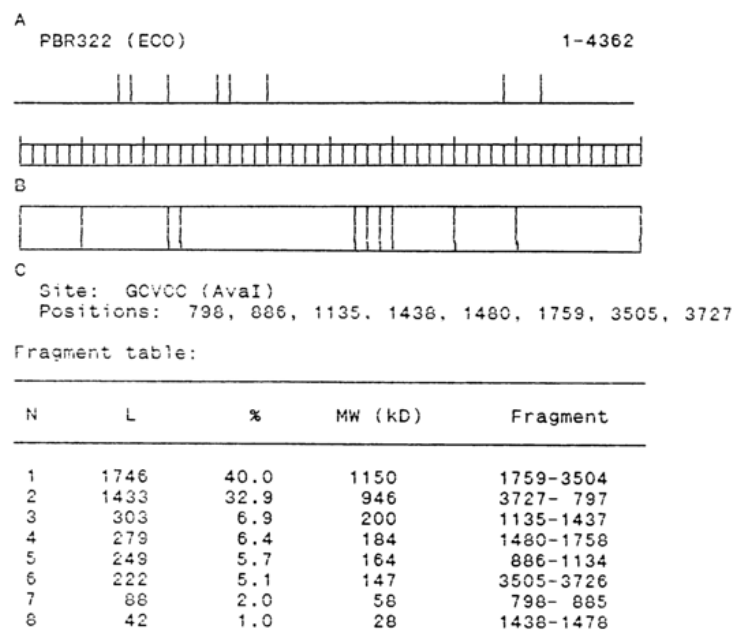 A
PBR322 (ECO) 1-4362
B
C
Site: GCVCC (AvaI)
Positions: 798, 886, 1135. 1438, 1480, 1759, 3505, 3727
Fragment table:
N L % MW (kD) Fragment
1 1746 40.0 1150 1759-3504
2 1433 32.9 946 3727- 797
3 303 6.9 200 1135-1437
4 279 6.4 184 1480-1758
5 249 5.7 164 886-1134
6 222 5.1 147 3505-3726
7 88 2.0 58 798- 885
8 42 1.0 28 1438-1478